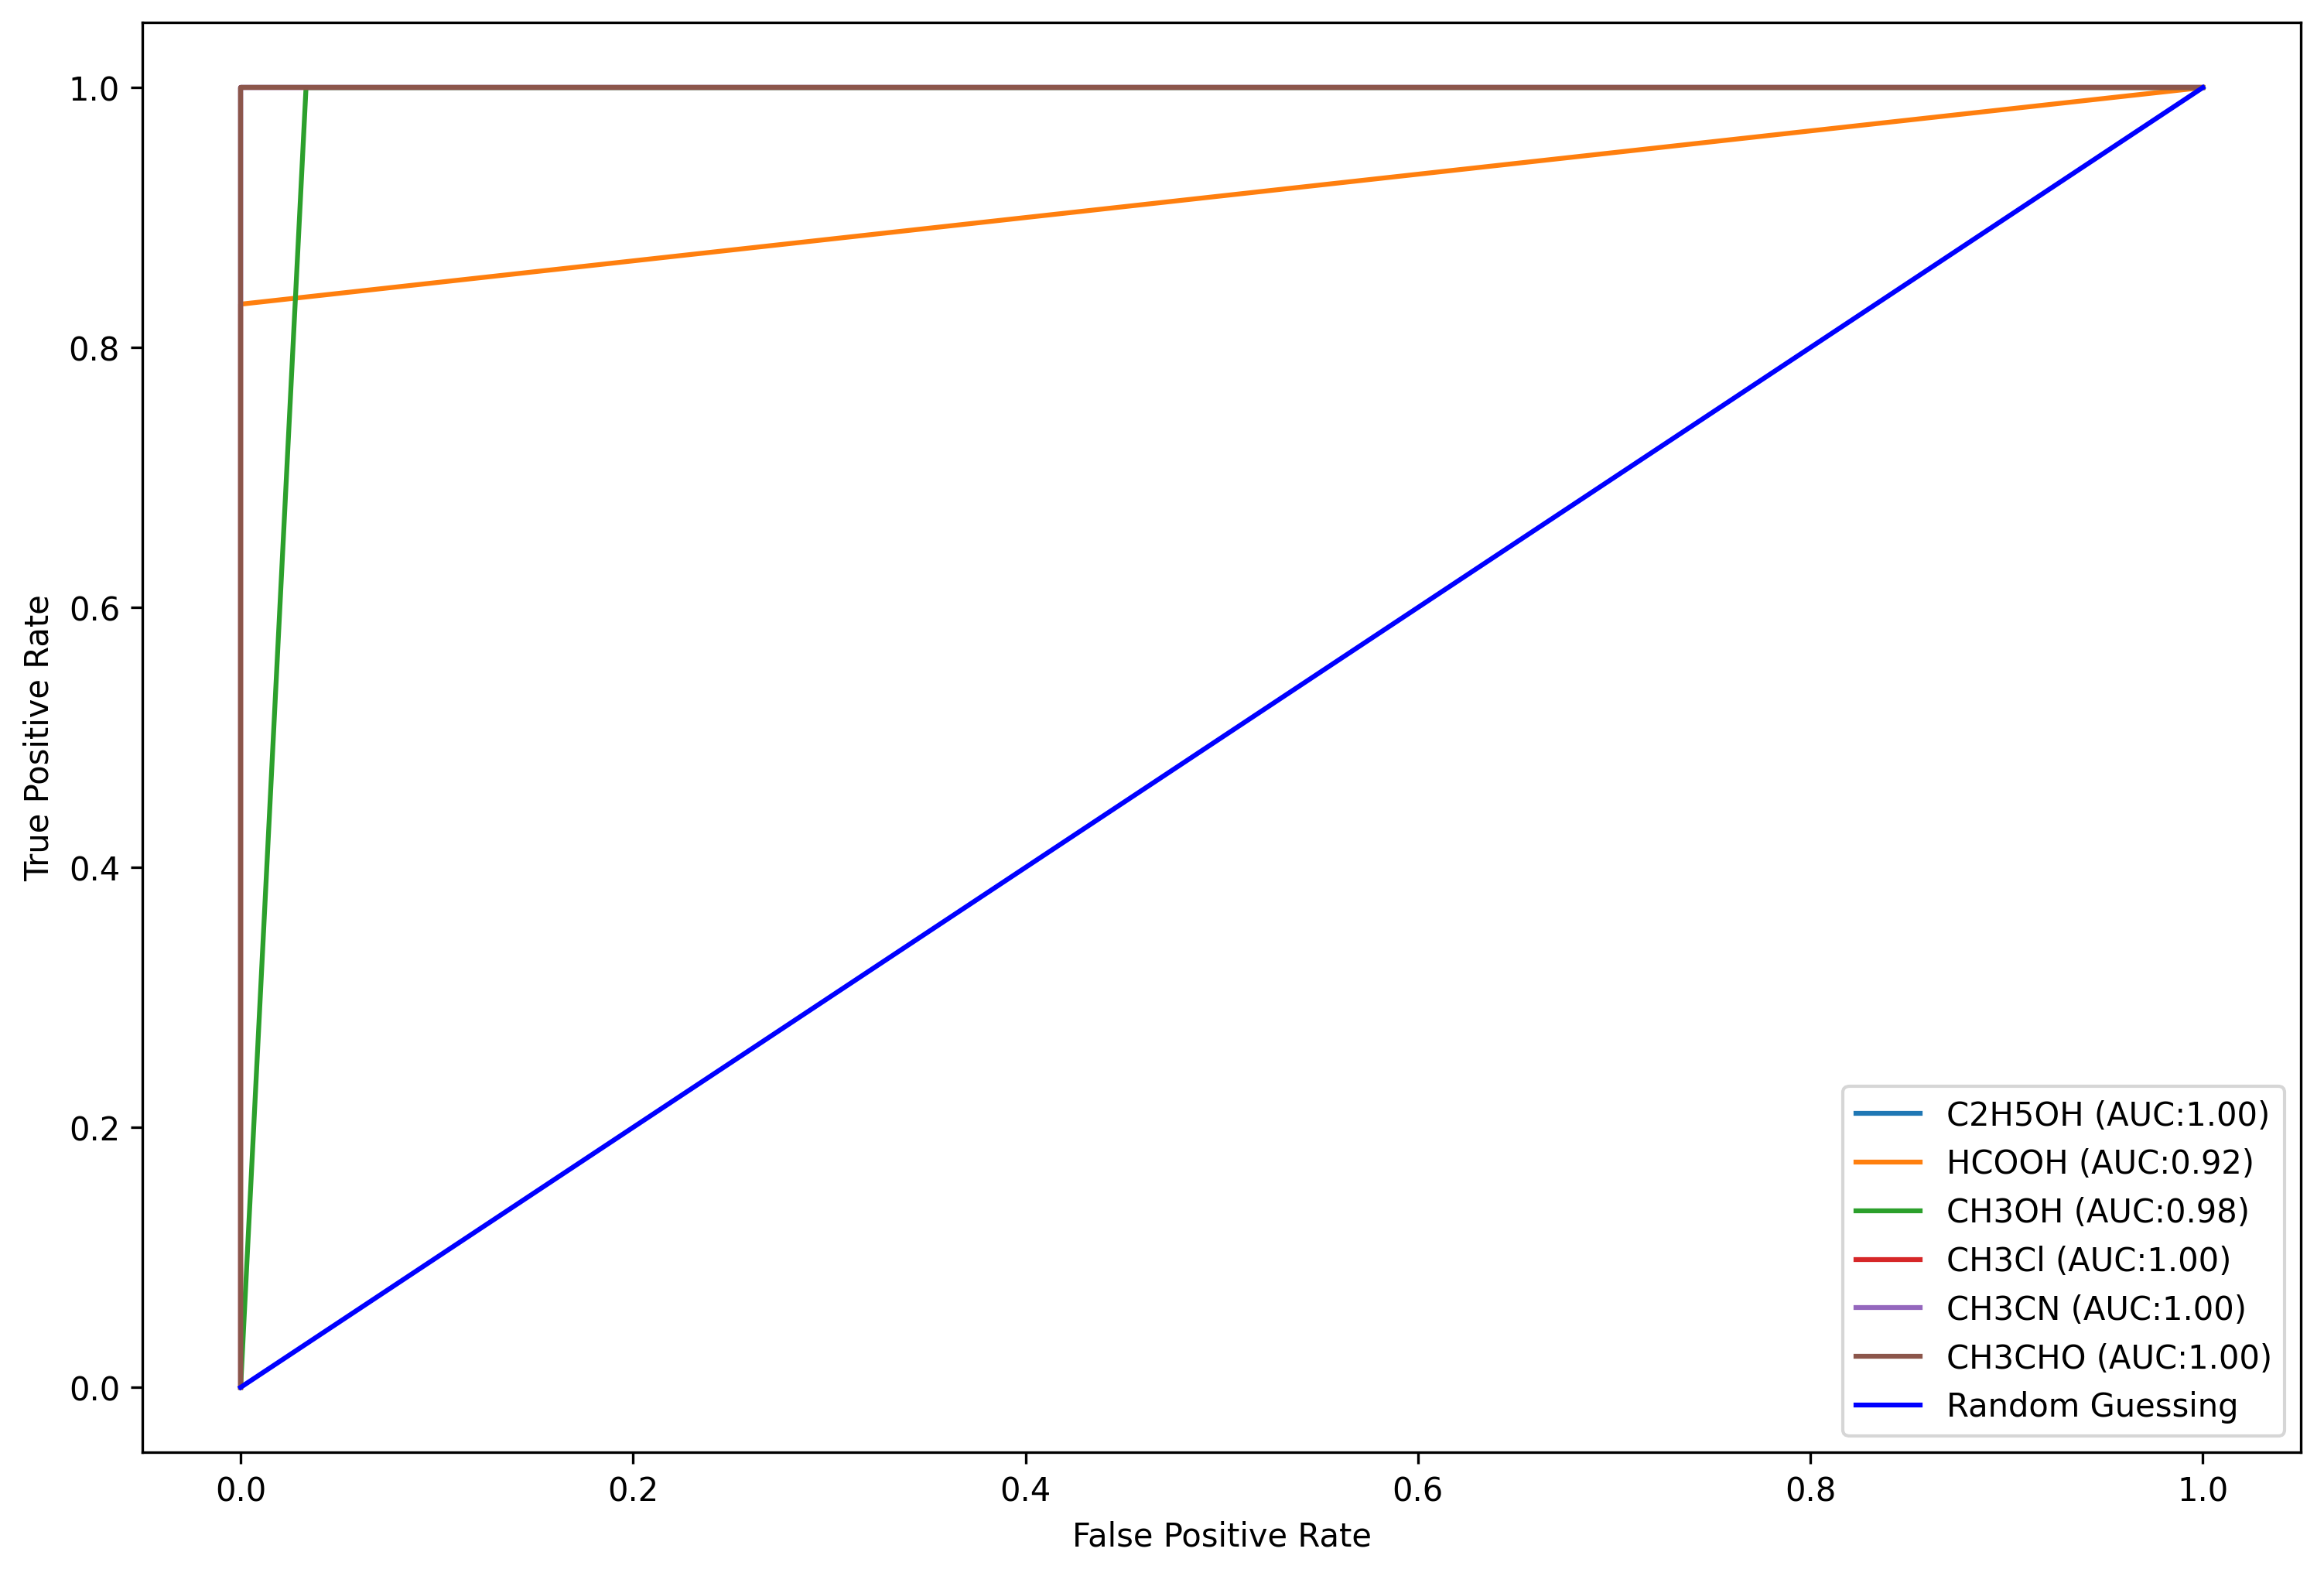 1.0
0.8
0.6
0.4
0.2
0.0
True Positive Rate
0.0 0.2 0.4 0.6 0.8 1.0
False Positive Rate
C2H5OH (AUC:1.00)
HCOOH (AUC:0.92)
CH3OH (AUC:0.98)
CH3Cl (AUC:1.00)
CH3CN (AUC:1.00)
CH3CHO (AUC:1.00)
Random Guessing